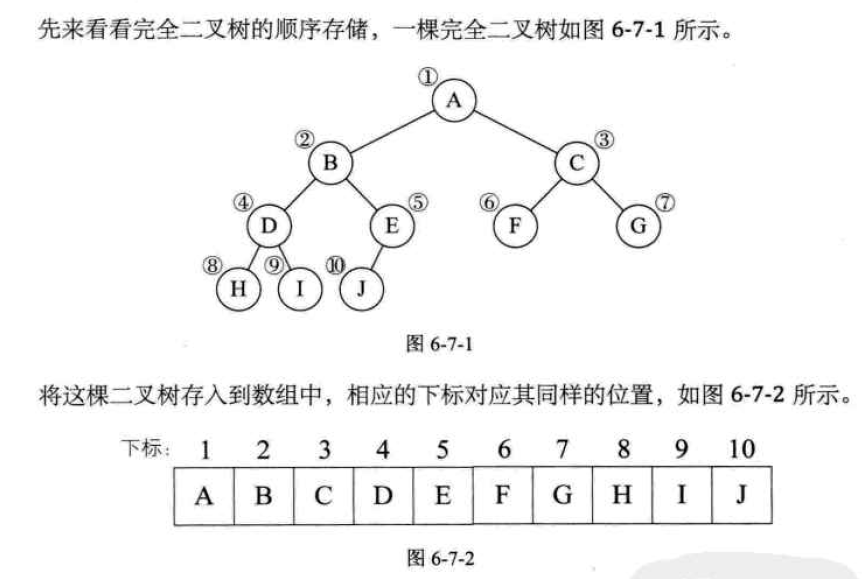 先来看看完全二叉树的顺序存储，一棵完全二叉树如图 6-7-1 所示。
①
A
② ③
B C
④ ⑤ ⑥ ⑦
D E F G
⑧ ⑨ ⑩
H I J
图 6-7-1
将这棵二叉树存入到数组中，相应的下标对应其同样的位置，如图 6-7-2 所示。
下标： 1 2 3 4 5 6 7 8 9 10
A B C D E F G H I J
图 6-7-2